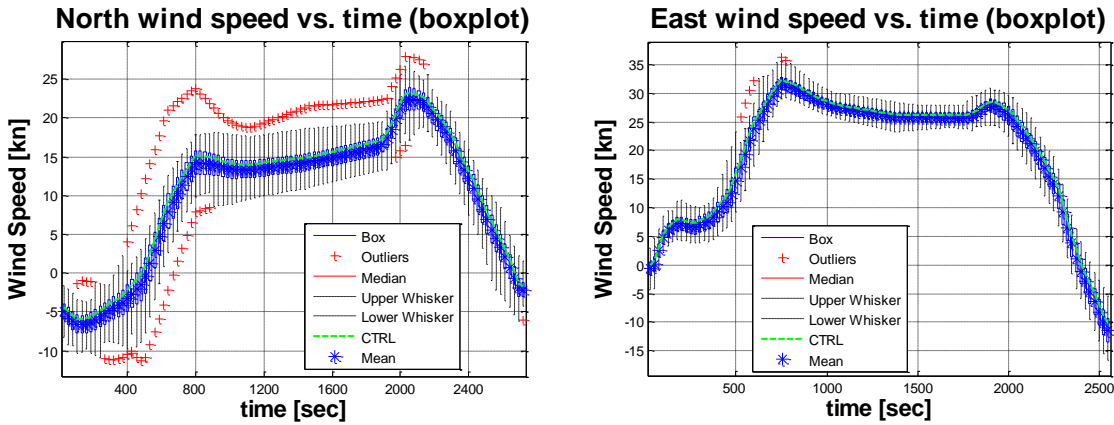 North wind speed vs. time (boxplot)
Wind Speed [kn]
25
20
15
10
5
0
-5
-10
400
800
1200
1600
2000
2400
time [sec]
Box
Outliers
Median
Upper Whisker
Lower Whisker
CTRL
Mean
East wind speed vs. time (boxplot)
Wind Speed [kn]
35
30
25
20
15
10
5
0
-5
-10
-15
500
1000
1500
2000
2500
time [sec]
Box
Outliers
Median
Upper Whisker
Lower Whisker
CTRL
Mean